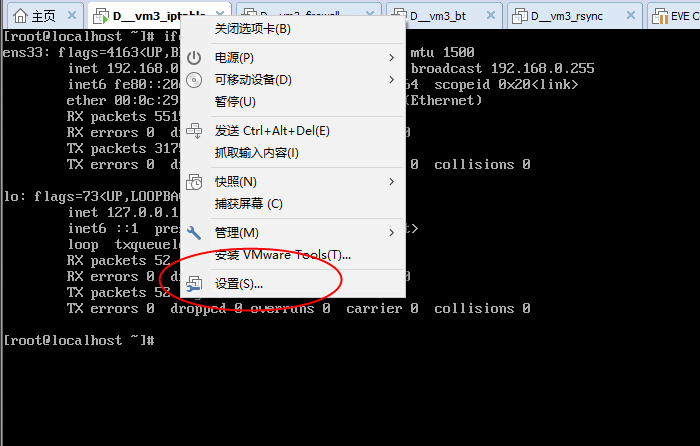 主页 D__vm3_iptable D__vm3_firewall D__vm3_bt D__vm3_rsync EVE C
关闭选项卡(B)
[root@localhost ~]# if
ens33: flags=4163<UP,B mtu 1500
电源(P)
inet 192.168.0 broadcast 192.168.0.255
可移动设备(D)
inet6 fe80::20 64 scopeid 0x20<link>
ether 00:0c:29 (Ethernet)
暂停(U)
RX packets 551
发送 Ctrl+Alt+Del(E)
RX errors 0 d 0
TX packets 317
抓取输入内容(I)
TX errors 0 d 0 collisions 0
快照(N)
lo: flags=73<UP,LOOPBA
捕获屏幕 (C)
inet 127.0.0.1
inet6 ::1 pre t>
管理(M)
loop txqueuel
安装 VMware Tools(T)...
RX packets 52
RX errors 0 d 0
设置(S)...
TX packets 52
TX errors 0 dropped 0 overruns 0 carrier 0 collisions 0
[root@localhost ~]#